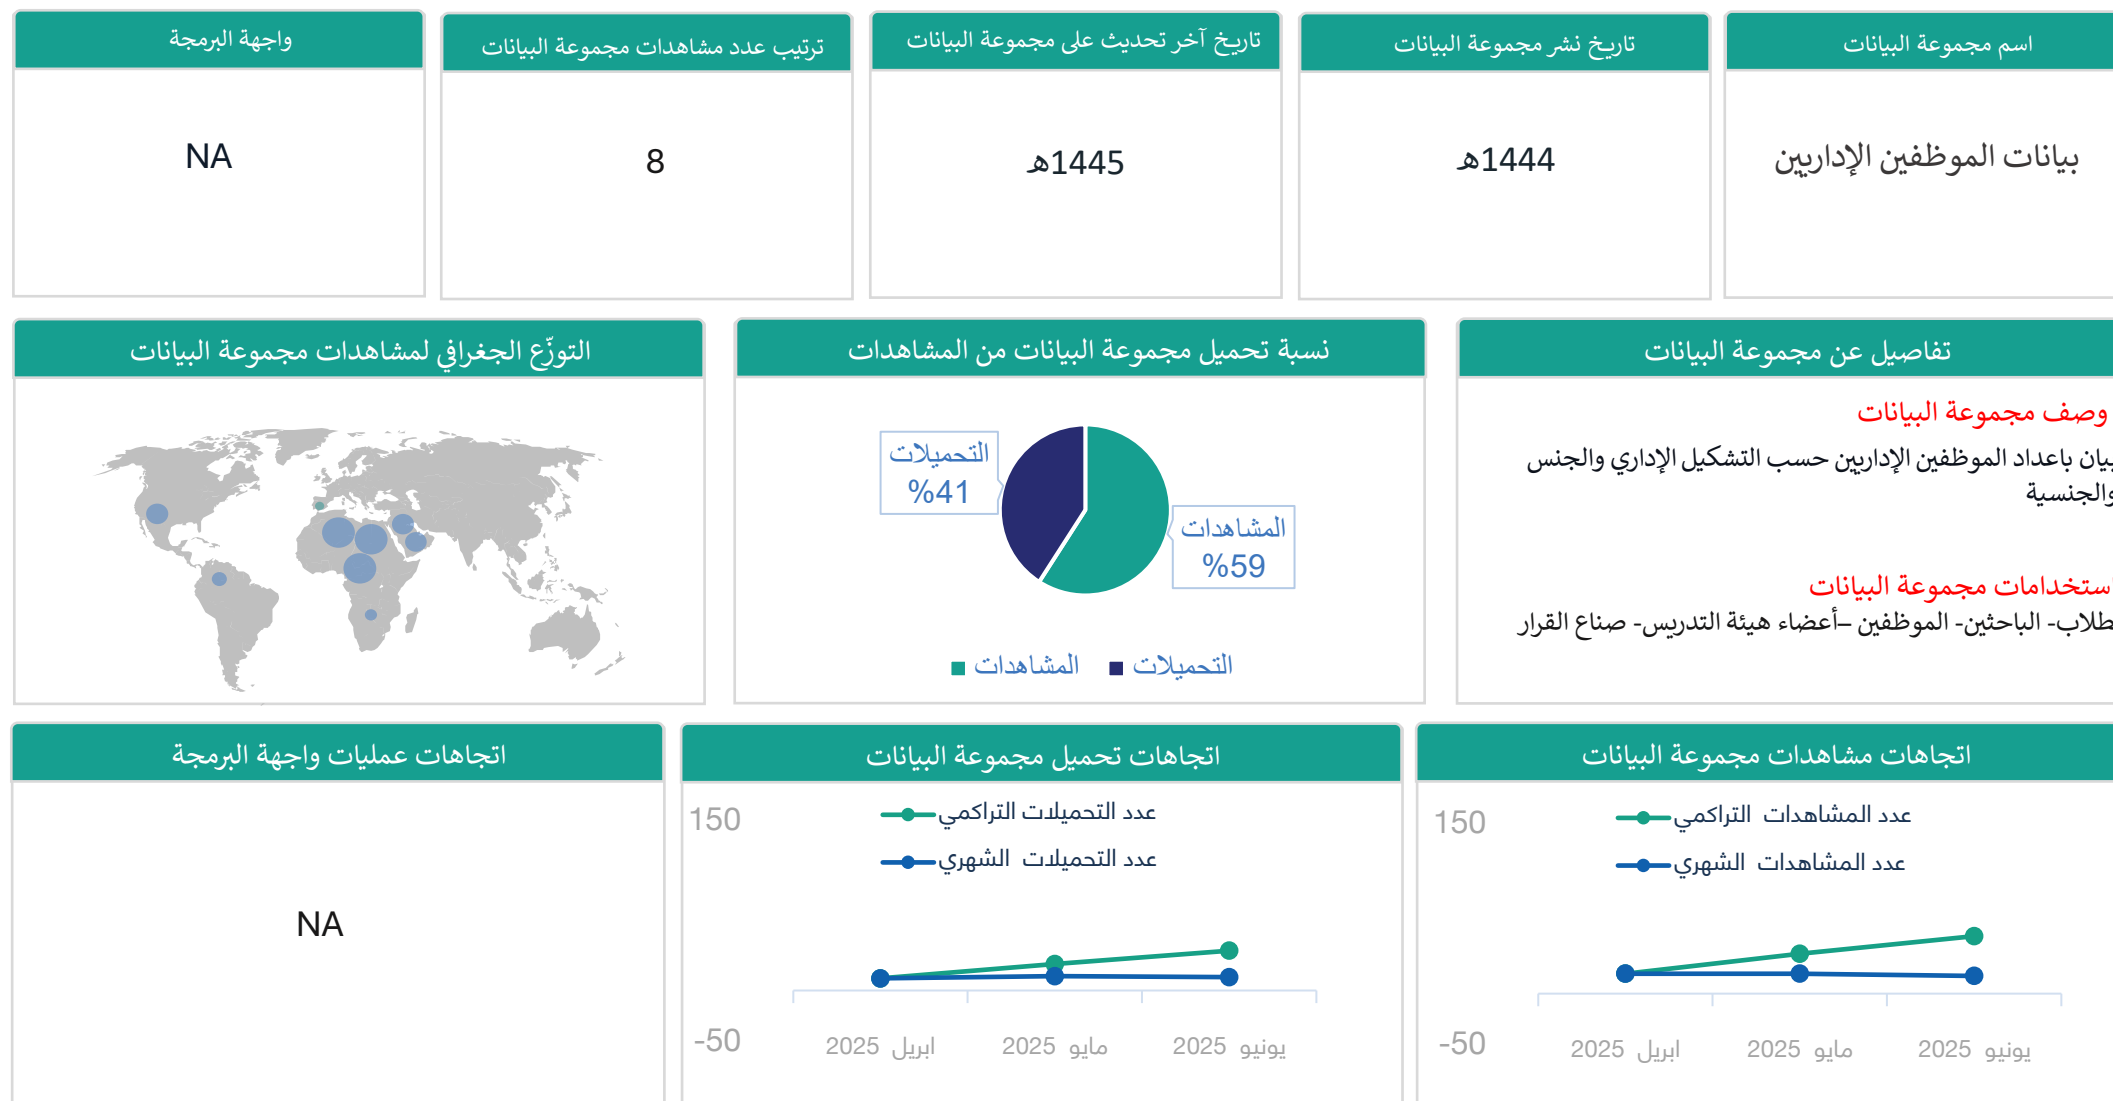 اسم مجموعة البيانات
بيانات الموظفين الإداريين
تاريخ نشر مجموعة البيانات
1444هـ
تاريخ آخر تحديث على مجموعة البيانات
1445هـ
ترتيب عدد مشاهدات مجموعة البيانات
8
واجهة البرمجة
NA
تفاصيل عن مجموعة البيانات
وصف مجموعة البيانات
بيان باعداد الموظفين الإداريين حسب التشكيل الإداري والجنس
والجنسية
استخدامات مجموعة البيانات
طلاب- الباحثين- الموظفين –أعضاء هيئة التدريس- صناع القرار
نسبة تحميل مجموعة البيانات من المشاهدات
التحميلات
%41
المشاهدات
%59
التحميلات المشاهدات
التوزّع الجغرافي لمشاهدات مجموعة البيانات
اتجاهات مشاهدات مجموعة البيانات
150
عدد المشاهدات التراكمي
عدد المشاهدات الشهري
-50
ابريل 2025
مايو 2025
يونيو 2025
اتجاهات تحميل مجموعة البيانات
150
عدد التحميلات التراكمي
عدد التحميلات الشهري
-50
ابريل 2025
مايو 2025
يونيو 2025
اتجاهات عمليات واجهة البرمجة
NA